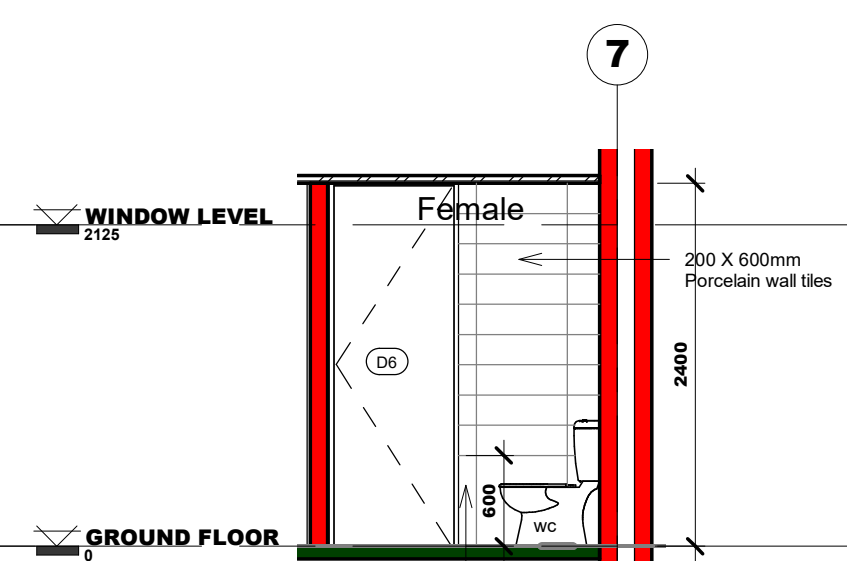 7
Female
WINDOW LEVEL
2125
200 X 600mm
Porcelain wall tiles
D6
2400
600
WC
GROUND FLOOR
0